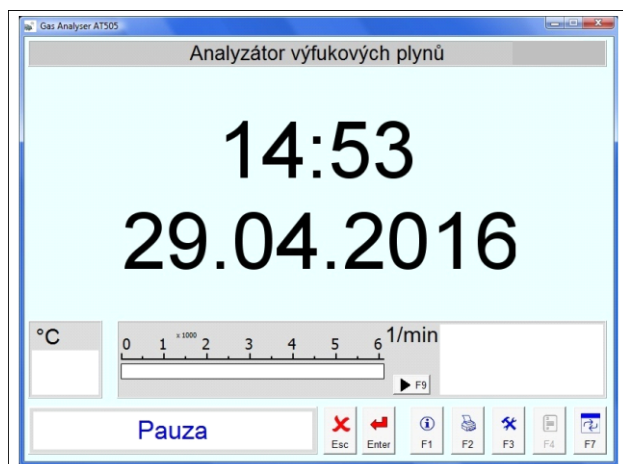 Gas Analyser AT505
Analyzátor výfukových plynů
14:53
29.04.2016
°C
0 1 x 1000 2 3 4 5 6 1/min
F9
Pauza
Esc Enter F1 F2 F3 F4 F7